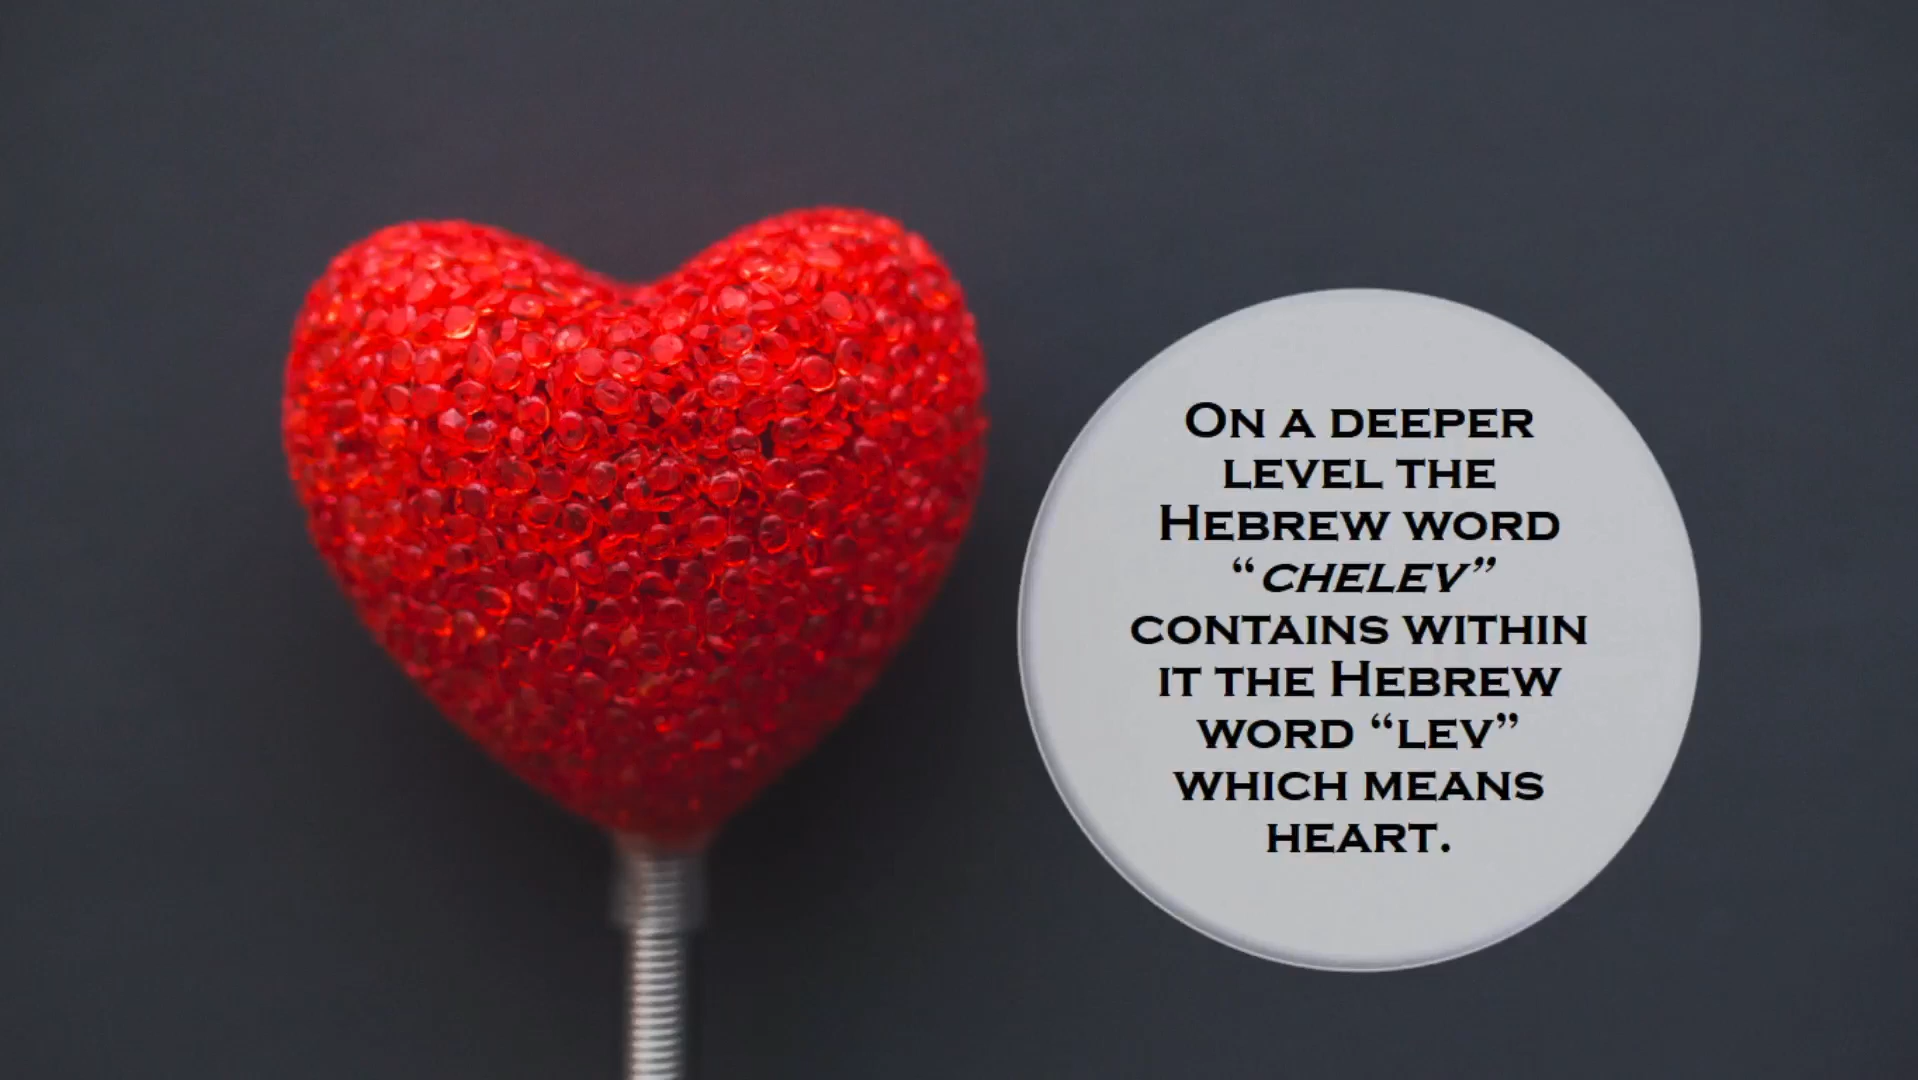 On a deeper
level the
Hebrew word
“chelev”
contains within
it the Hebrew
word “lev”
which means
heart.